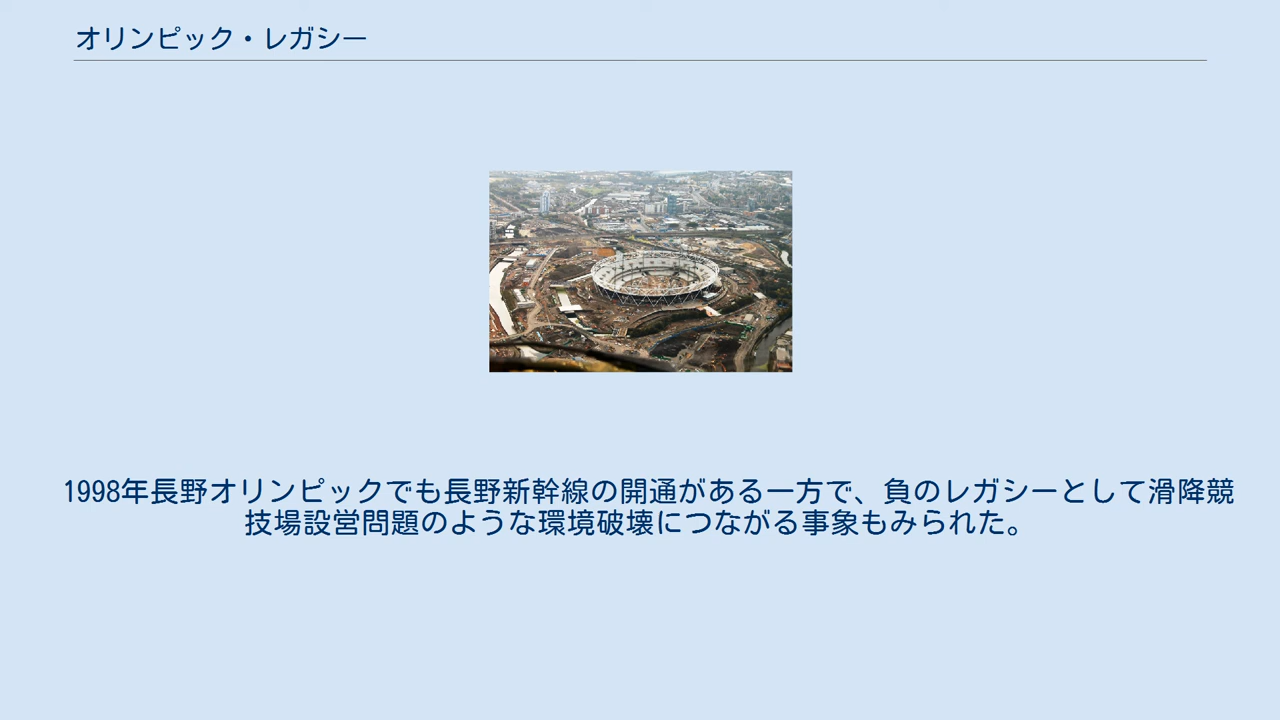 オリンピック・レガシー
1998年長野オリンピックでも長野新幹線の開通がある一方で、負のレガシーとして滑降競
技場設営問題のような環境破壊につながる事象もみられた。